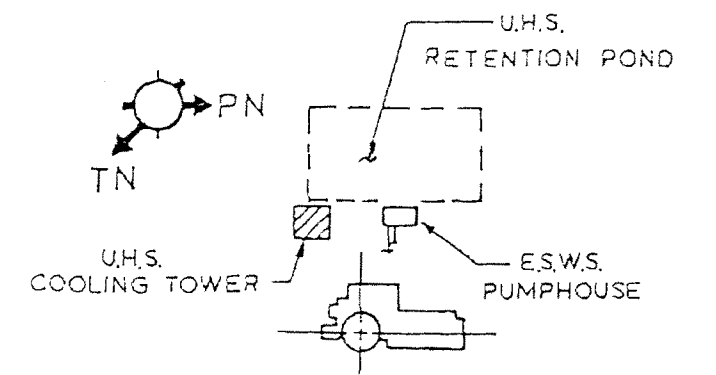 U.H.S.
RETENTION POND
PN
TN
U.H.S.
COOLING TOWER
E.S.W.S.
PUMPHOUSE